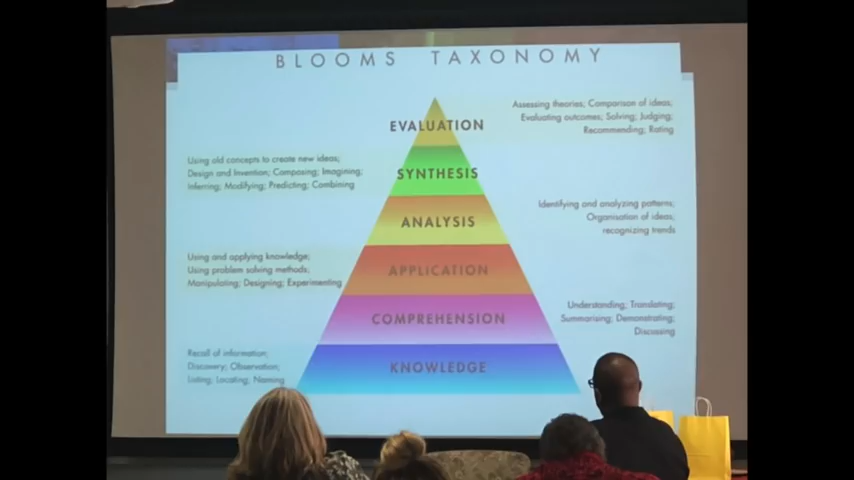 BLOOMS TAXONOMY
EVALUATION
Assessing theories; Comparison of ideas;
Evaluating outcomes; Solving; Judging;
Recommending; Rating
Using old concepts to create new ideas;
Design and Invention; Composing; Imagining;
Inferring; Modifying; Predicting; Combining
SYNTHESIS
Identifying and analyzing patterns;
Organisation of ideas;
recognizing trends
ANALYSIS
Using and applying knowledge;
Using problem solving methods;
Manipulating; Designing; Experimenting
APPLICATION
Understanding; Translating;
Summarising; Demonstrating;
Discussing
COMPREHENSION
Recall of information;
Discovery; Observation;
Listing; Locating; Naming
KNOWLEDGE